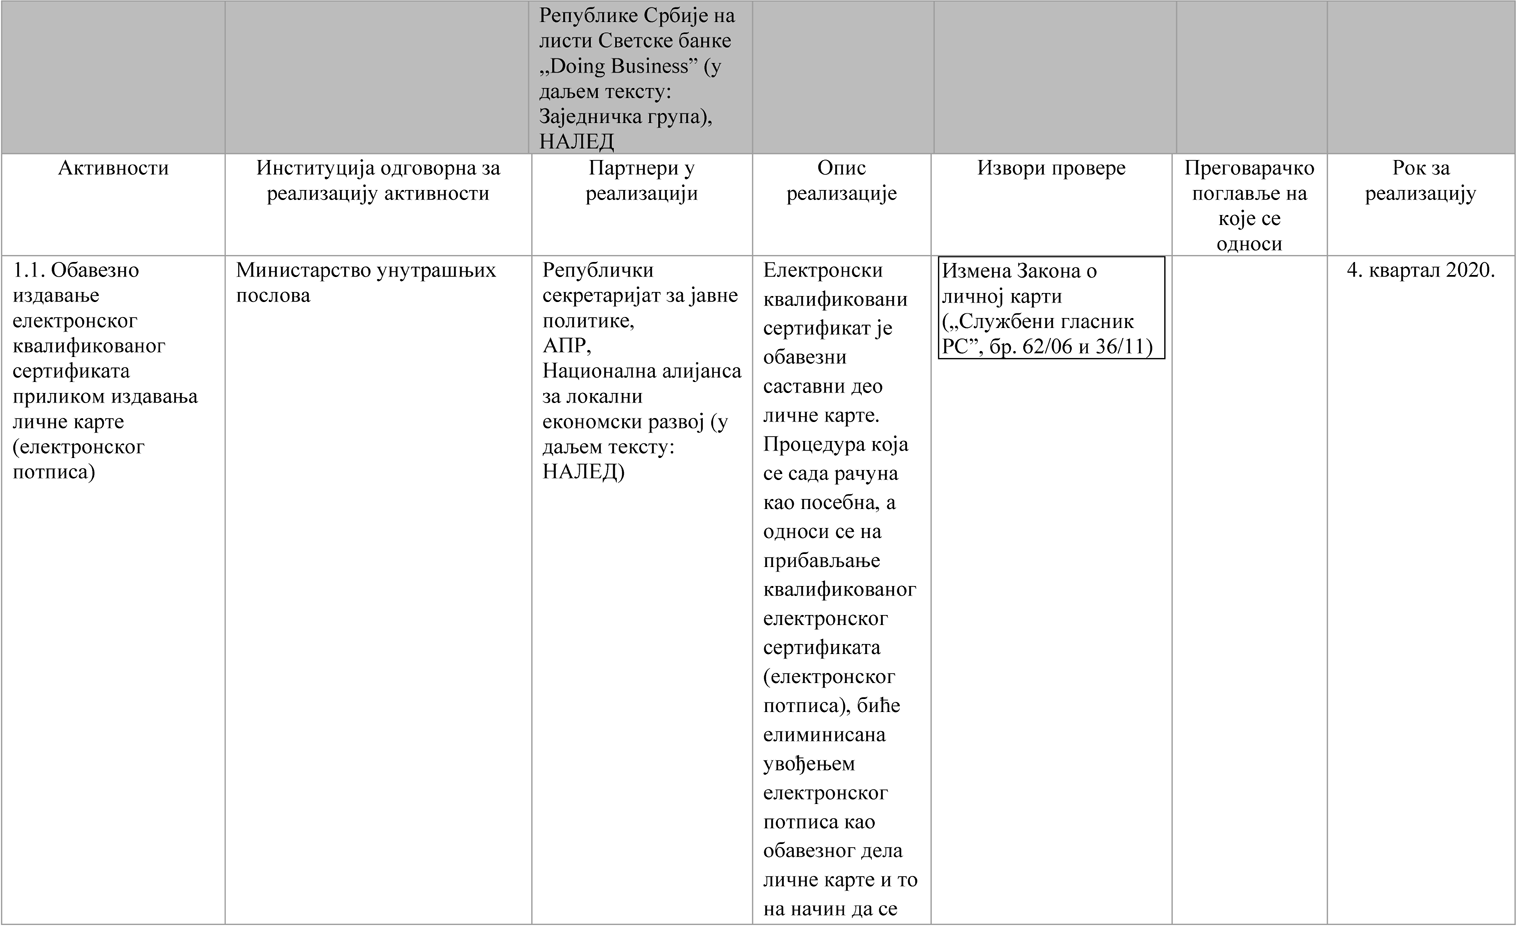 Републике Србије на
листи Светске банке
„Doing Business” (у
даљем тексту:
Заједничка група),
НАЛЕД
Активности
Институција одговорна за
реализацију активности
Партнери у
реализацији
Опис
реализације
Извори провере
Преговарачко
поглавље на
које се
односи
Рок за
реализацију
1.1. Обавезно
издавање
електронског
квалификованог
сертификата
приликом издавања
личне карте
(електронског
потписа)
Министарство унутрашњих
послова
Републички
секретаријат за јавне
политике,
АПР,
Национална алијанса
за локални
економски развој (у
даљем тексту:
НАЛЕД)
Електронски
квалификовани
сертификат је
обавезни
саставни део
личне карте.
Процедура која
се сада рачуна
као посебна, а
односи се на
прибављање
квалификованог
електронског
сертификата
(електронског
потписа), биће
елиминисана
увођењем
електронског
потписа као
обавезног дела
личне карте и то
на начин да се
Измена Закона о
личној карти
(„Службени гласник
РС”, бр. 62/06 и 36/11)
4. квартал 2020.